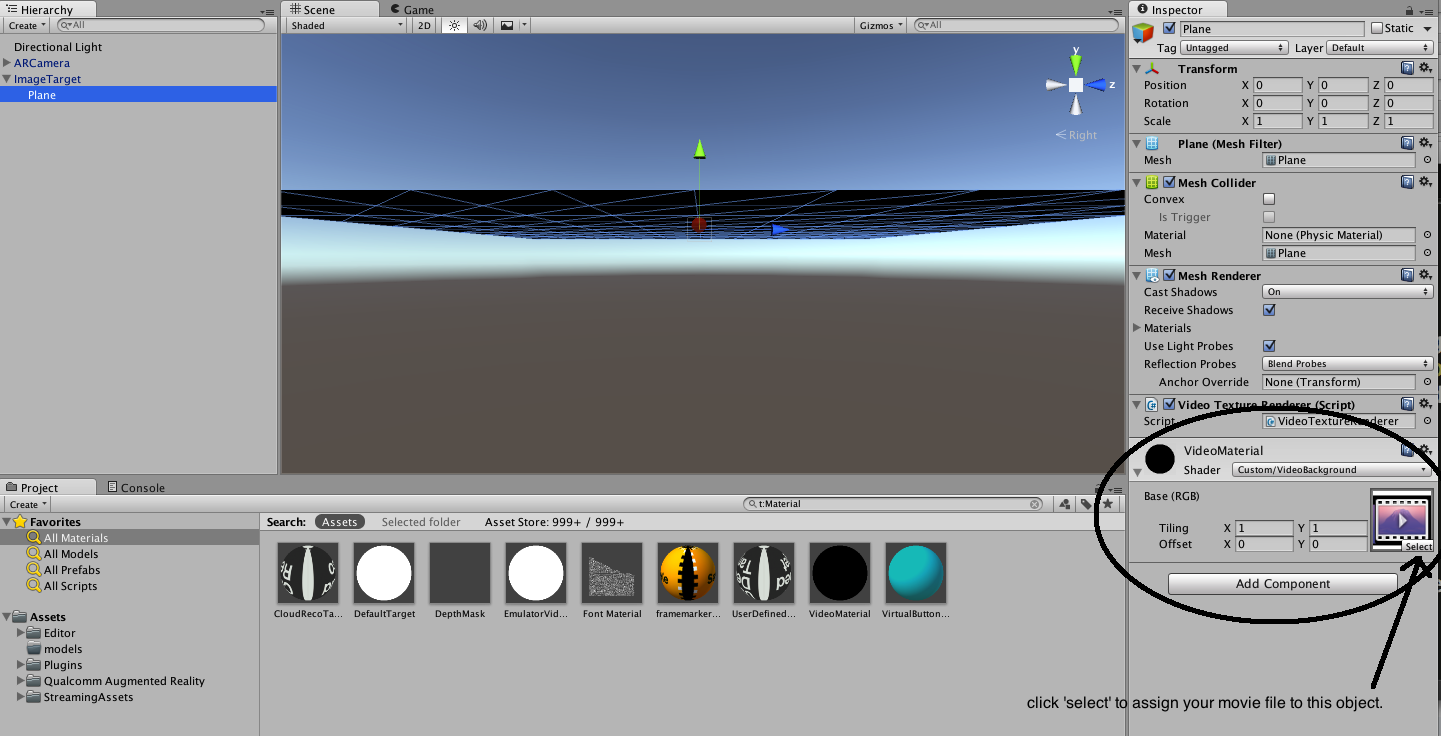 Hierarchy
Create
All
Directional Light
ARCamera
ImageTarget
Plane
Scene
Game
Shaded
2D
Gizmos
All
y
z
Right
Inspector
Plane
Static
Tag Untagged Layer Default
Transform
Position X 0 Y 0 Z 0
Rotation X 0 Y 0 Z 0
Scale X 1 Y 1 Z 1
Plane (Mesh Filter)
Mesh Plane
Mesh Collider
Convex
Is Trigger
Material None (Physic Material)
Mesh Plane
Mesh Renderer
Cast Shadows On
Receive Shadows
Materials
Use Light Probes
Reflection Probes Blend Probes
Anchor Override None (Transform)
Video Texture Renderer (Script)
Script VideoTextureRenderer
VideoMaterial
Shader Custom/VideoBackground
Base (RGB)
Tiling X 1 Y 1
Offset X 0 Y 0
Select
Add Component
click 'select' to assign your movie file to this object.
Project
Console
Create
t:Material
Favorites
All Materials
All Models
All Prefabs
All Scripts
Assets
Editor
models
Plugins
Qualcomm Augmented Reality
StreamingAssets
Search: Assets Selected folder Asset Store: 999+ / 999+
CloudRecoTa... DefaultTarget DepthMask EmulatorVid... Font Material framemarker... UserDefined... VideoMaterial VirtualButton...